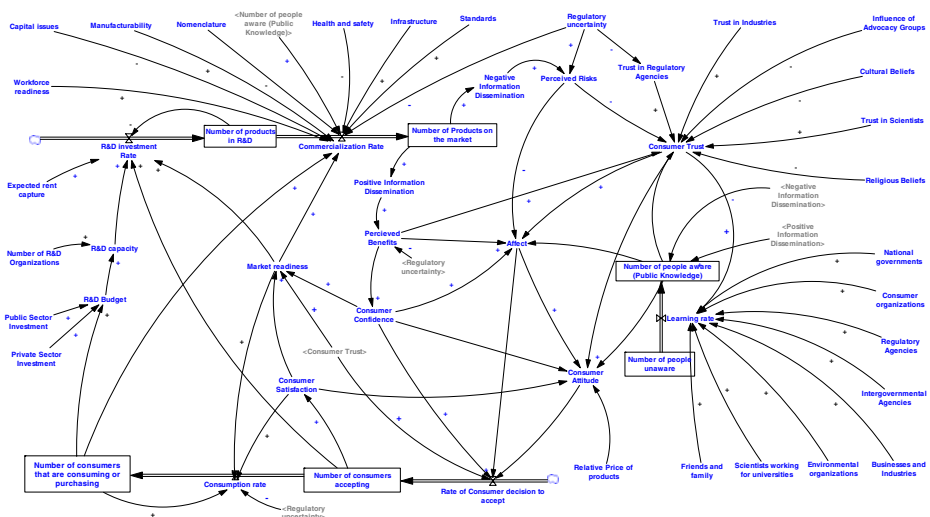 Capital issues
Manufacturability
Nomenclature
<Number of people
aware (Public
Knowledge)>
Health and safety
Infrastructure
Standards
Regulatory
uncertainty
Trust in Industries
Influence of
Advocacy Groups
Workforce
readiness
Negative
Information
Dissemination
Perceived Risks
Trust in Regulatory
Agencies
Cultural Beliefs
Number of products
in R&D
Number of Products on
the market
Trust in Scientists
R&D investment
Rate
Commercialization Rate
Consumer Trust
Expected rent
capture
Positive Information
Dissemination
Religious Beliefs
<Negative
Information
Dissemination>
Number of R&D
Organizations
R&D capacity
Percieved
Benefits
Affect
<Positive
Information
Dissemination>
<Regulatory
uncertainty>
Market readiness
Number of people aware
(Public Knowledge)
National
governments
R&D Budget
Public Sector
Investment
Consumer
Confidence
Learning rate
Consumer
organizations
Private Sector
Investment
<Consumer Trust>
Number of people
unaware
Regulatory
Agencies
Consumer
Satisfaction
Consumer
Attitude
Intergovernmental
Agencies
Number of consumers
that are consuming or
purchasing
Consumption rate
Number of consumers
accepting
Rate of Consumer decision to
accept
Relative Price of
products
Friends and
family
Scientists working
for universities
Environmental
organizations
Businesses and
Industries
<Regulatory
uncertainty>